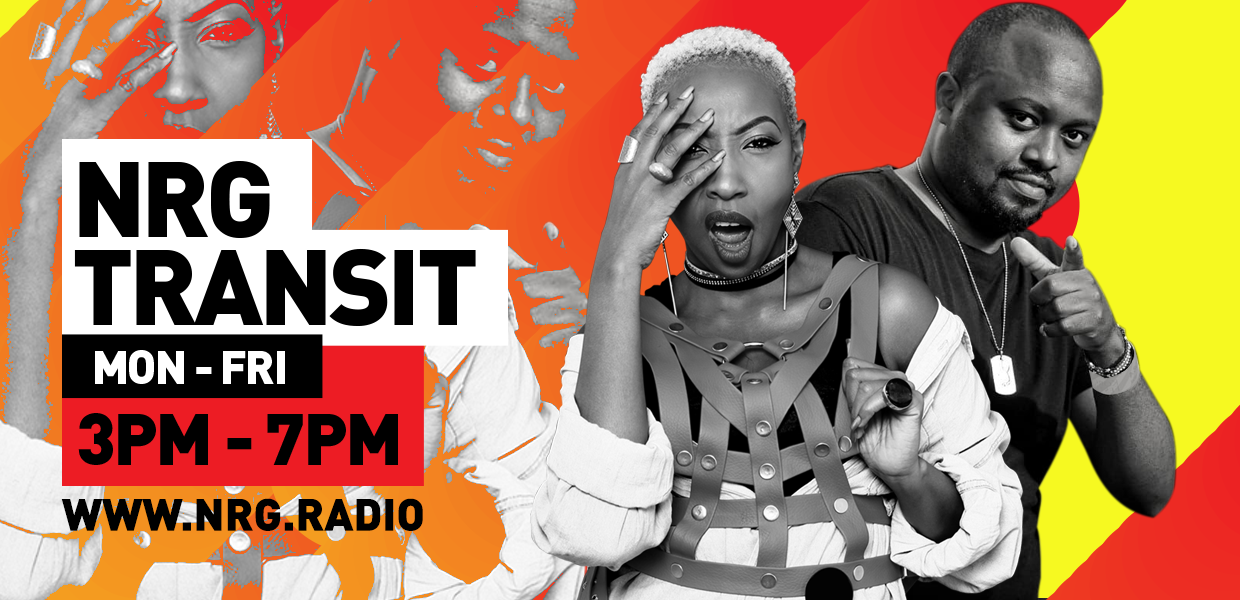 NRG
TRANSIT
MON - FRI
3PM - 7PM
WWW.NRG.RADIO